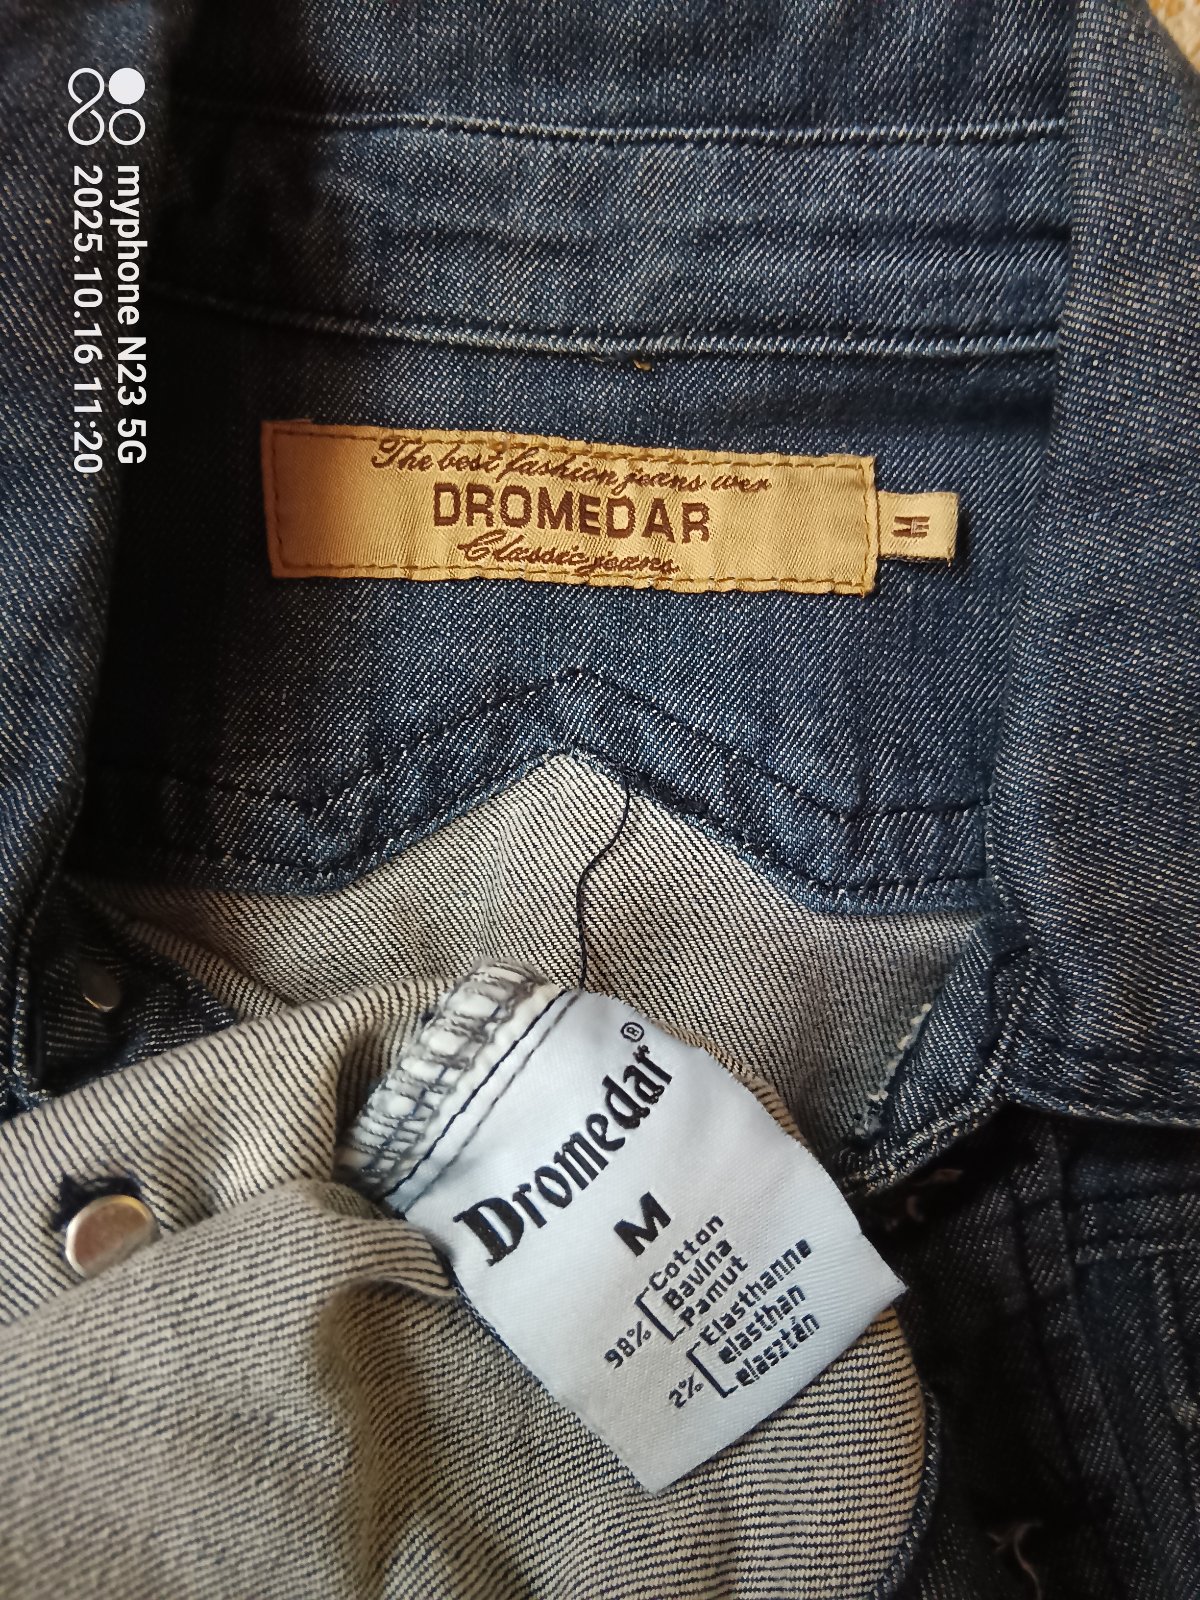 myphone N23 5G
2025.10.16 11:20
The best fashion jeans wer
DROMEDAR
Classic jeans
M
Dromedar®
M
98% Cotton
Bavlna
Pamut
2% Elasthanne
elasthan
elasztán